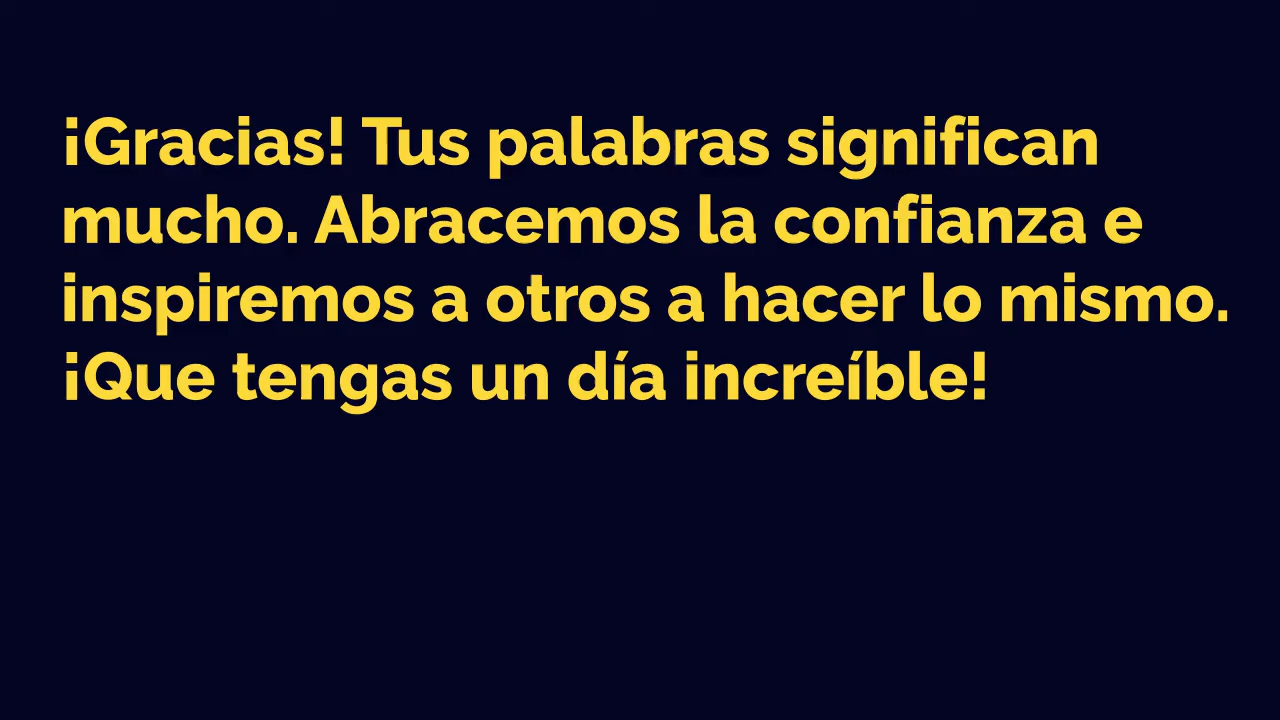 ¡Gracias! Tus palabras significan
mucho. Abracemos la confianza e
inspiremos a otros a hacer lo mismo.
¡Que tengas un día increíble!